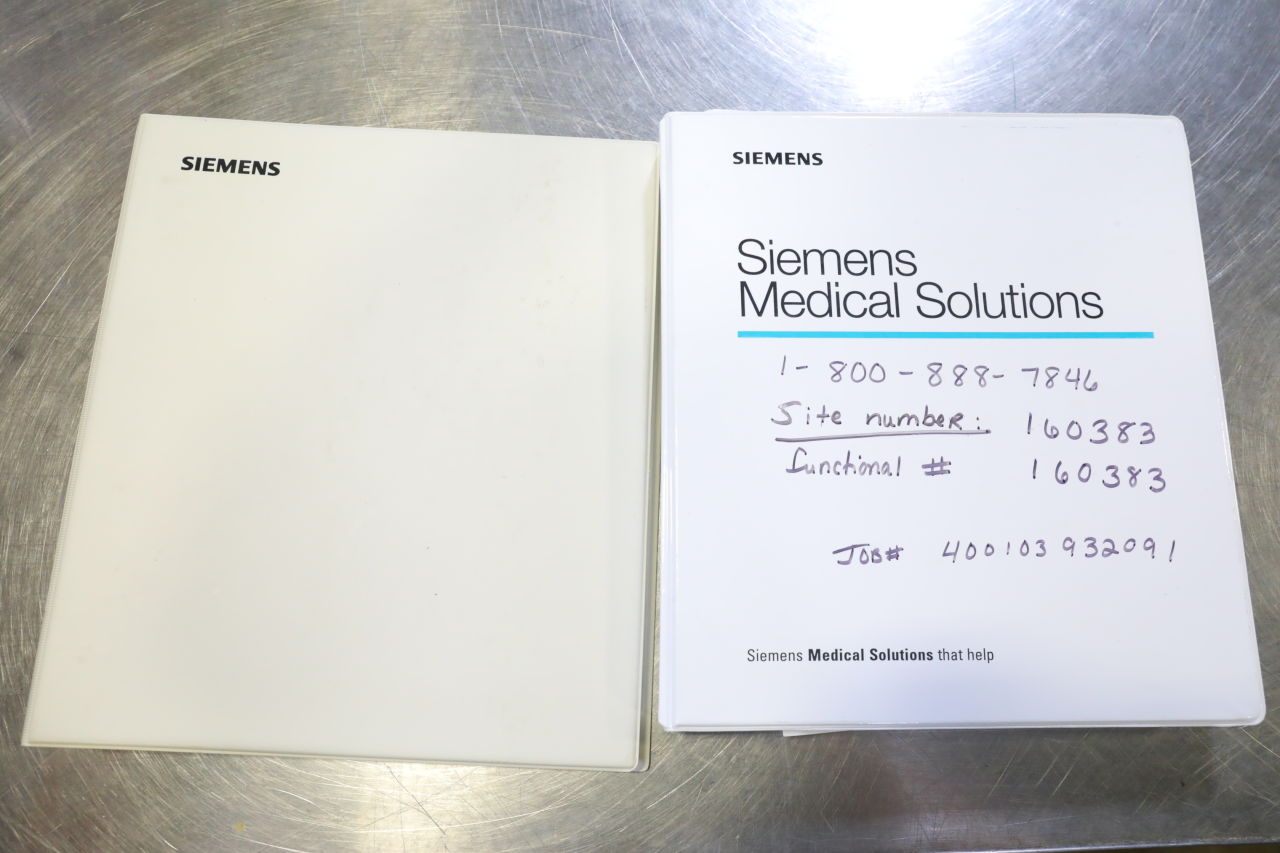 SIEMENS
SIEMENS
Siemens
Medical Solutions
1-800-888-7846
Site number: 160383
functional # 160383
JOB# 400103932091
Siemens Medical Solutions that help